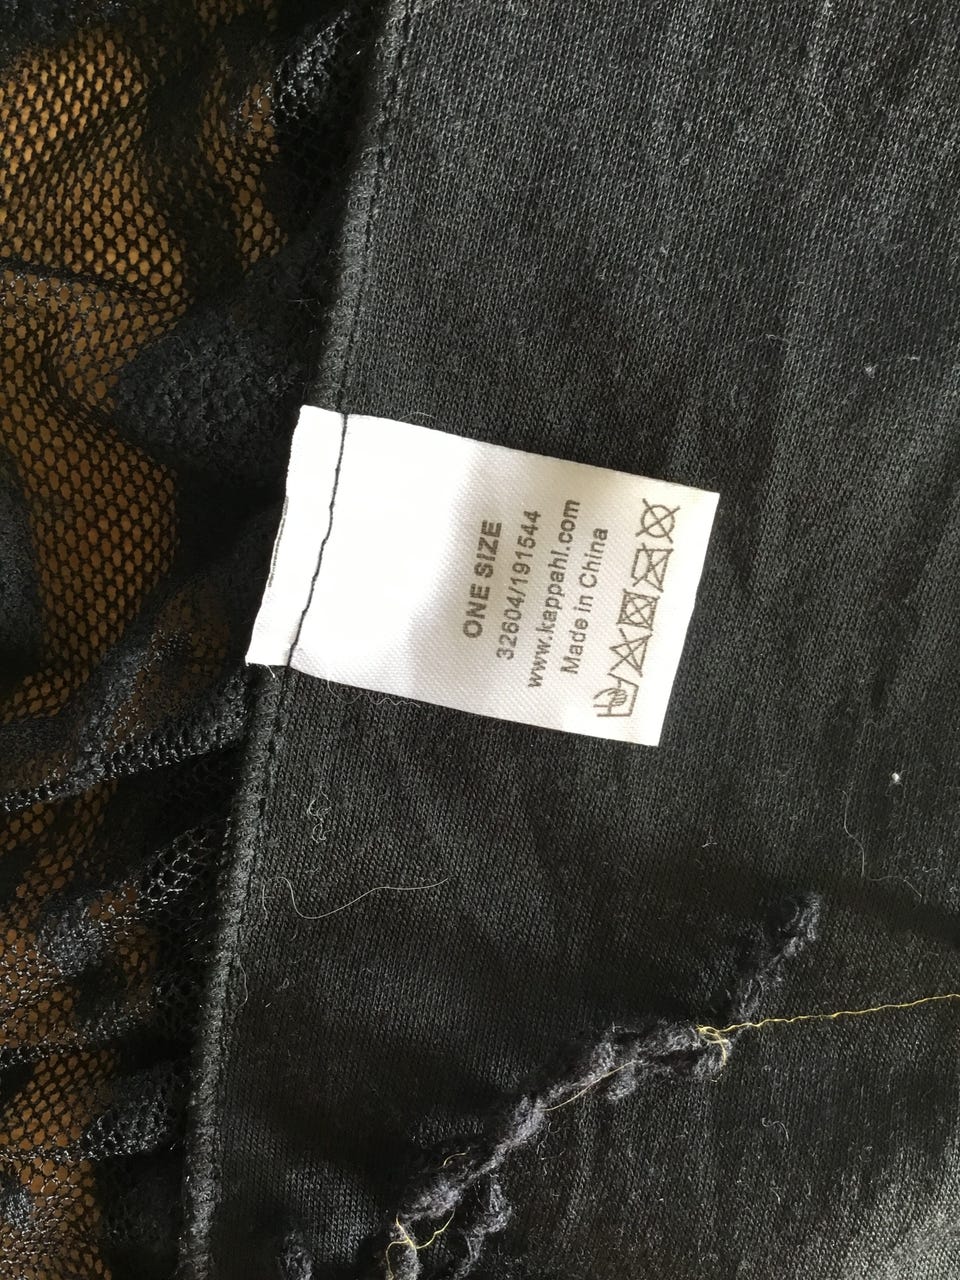 ONE SIZE
32604/191544
www.kappahl.com
Made in China